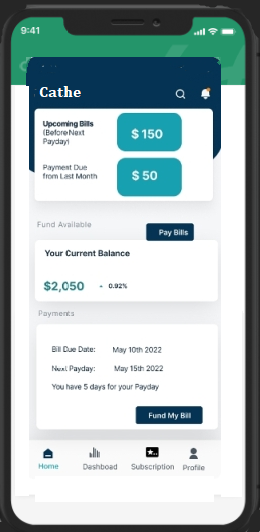 9:41
Cathe
Upcoming Bills
(Before Next
Payday)
$ 150
Payment Due
from Last Month
$ 50
Fund Available
Pay Bills
Your Current Balance
$2,050
0.92%
Payments
Bill Due Date: May 10th 2022
Next Payday: May 15th 2022
You have 5 days for your Payday
Fund My Bill
Home Dashboad Subscription Profile